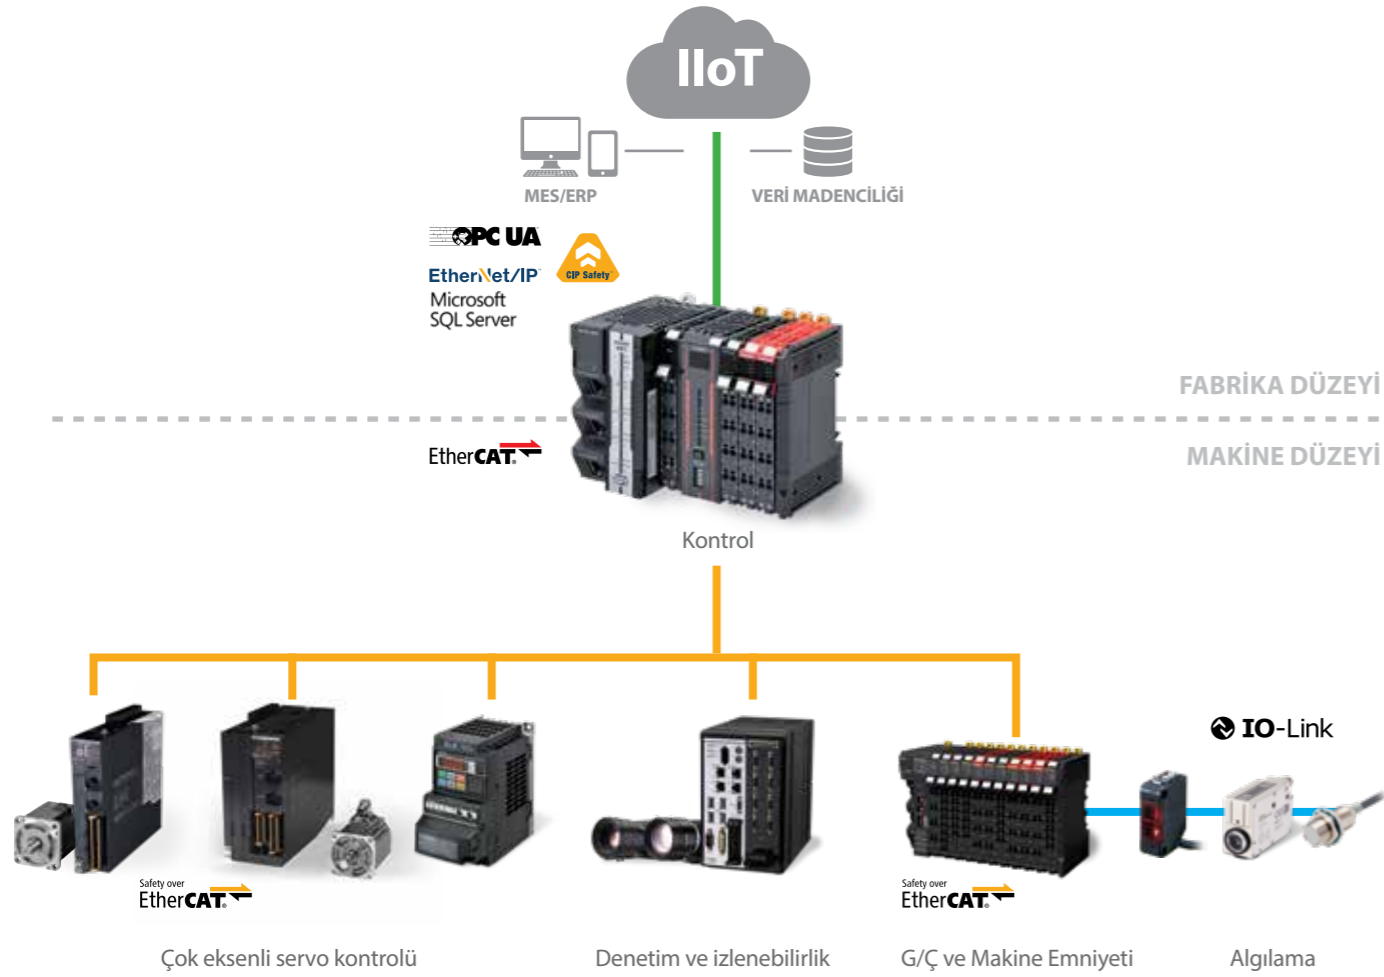 IIoT
MES/ERP
VERİ MADENCİLİĞİ
OPC UA
EtherNet/IP
CIP Safety
Microsoft
SQL Server
FABRİKA DÜZEYİ
EtherCAT
MAKİNE DÜZEYİ
Kontrol
IO-Link
Safety over
EtherCAT
Safety over
EtherCAT
Çok eksenli servo kontrolü
Denetim ve izlenebilirlik
G/Ç ve Makine Emniyeti
Algılama